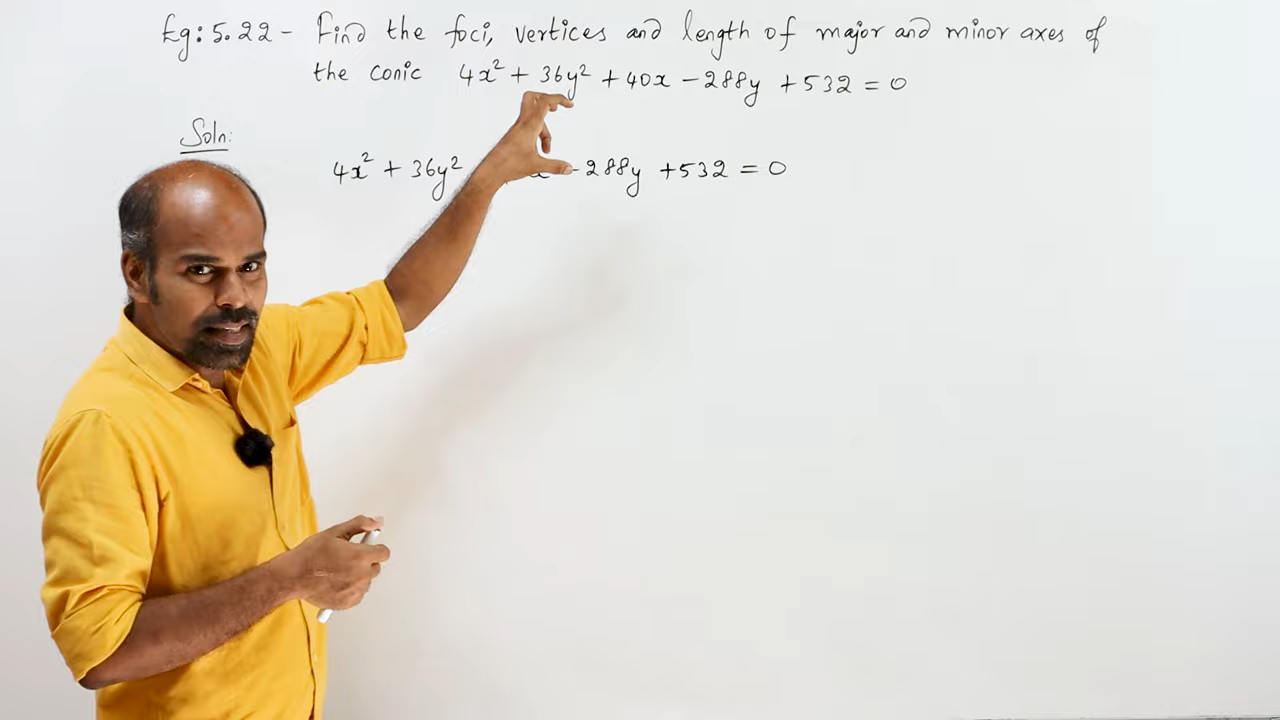 Eg: 5.22 - Find the foci, vertices and length of major and minor axes of
the conic 4x² + 36y² + 40x - 288y + 532 = 0
Soln:
4x² + 36y² - 288y + 532 = 0